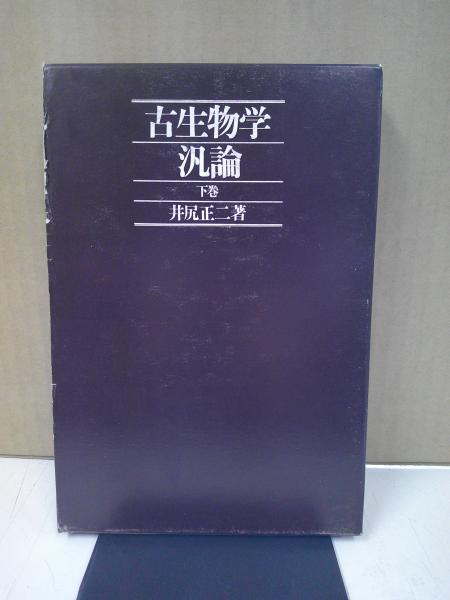 古生物学
汎論
下巻
井尻正二著